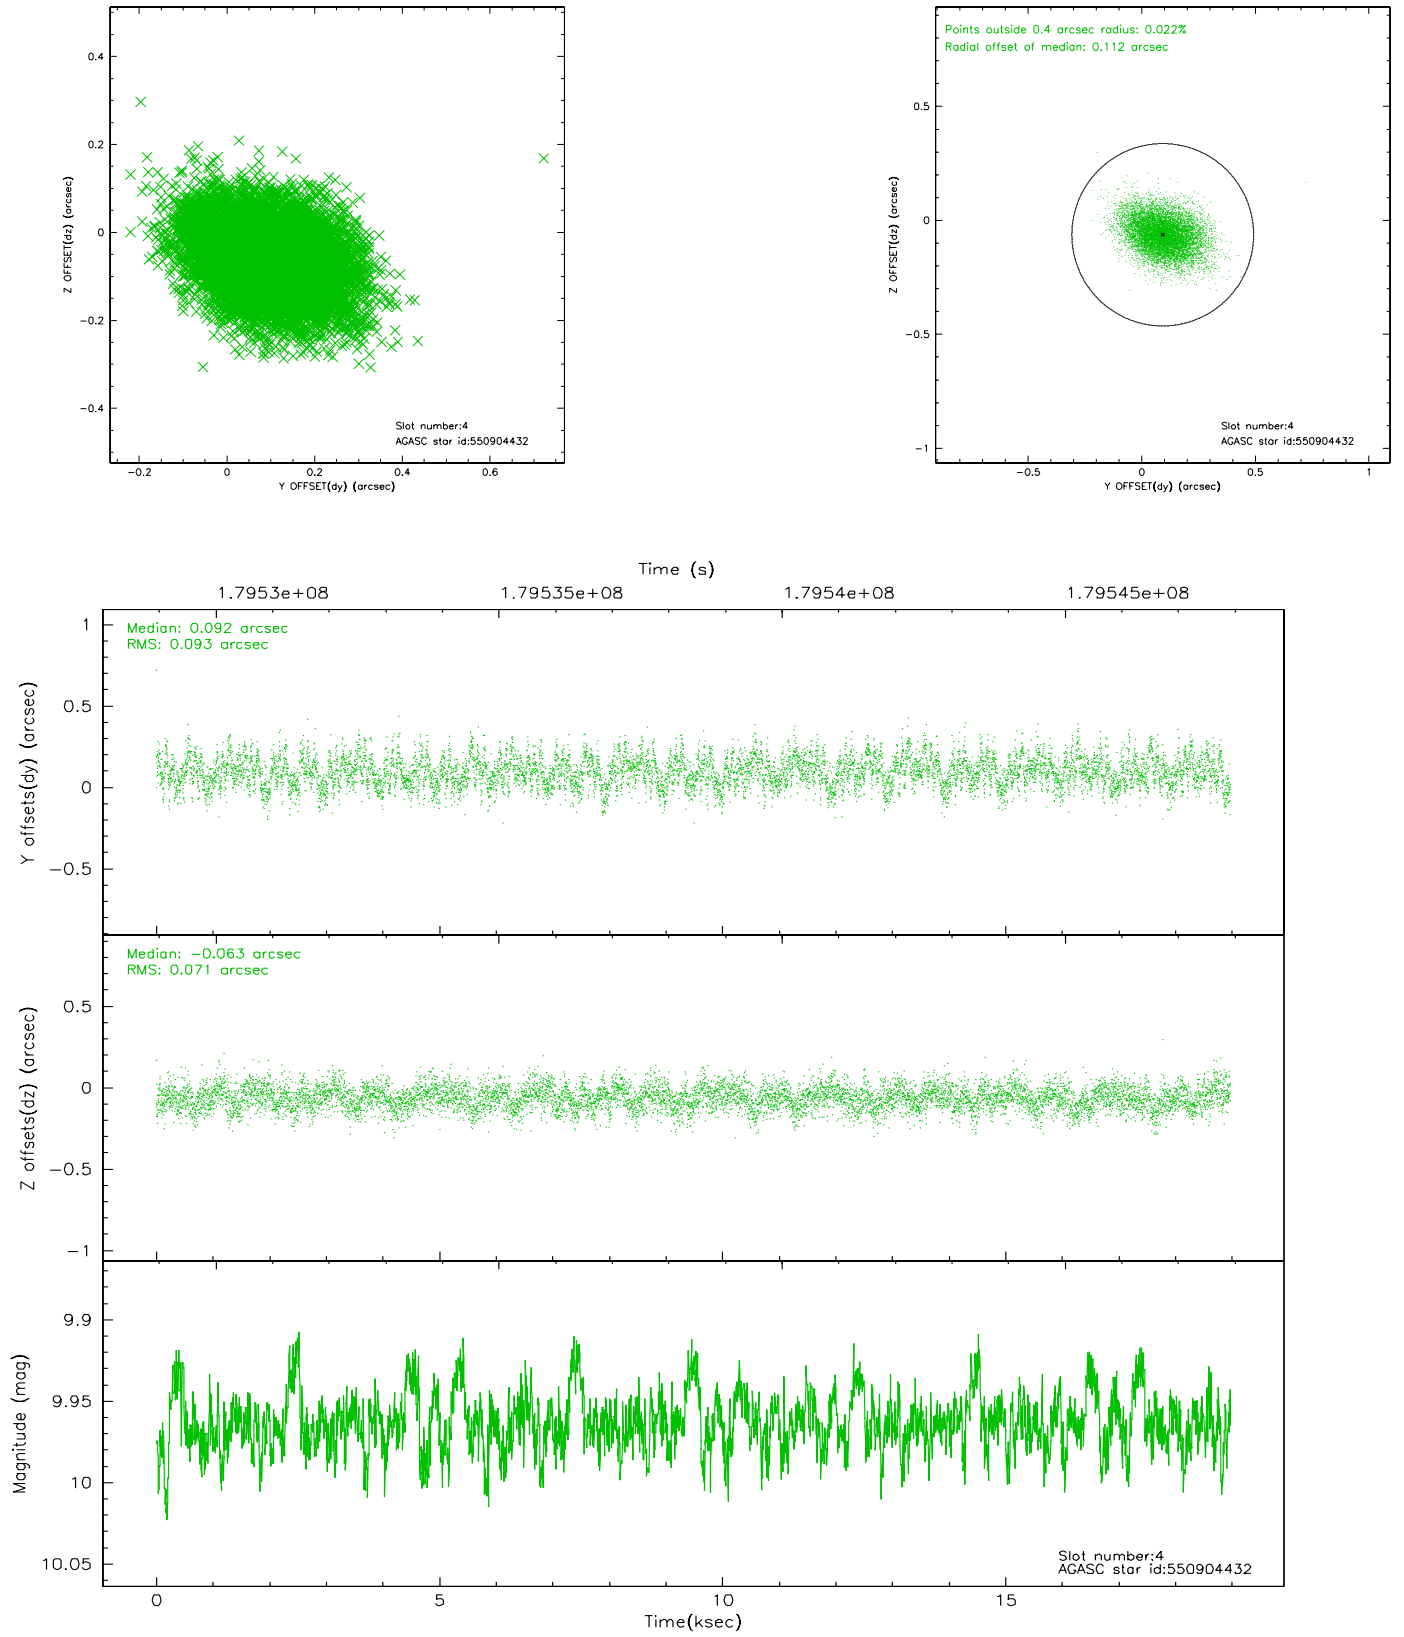 0.4
0.2
0
-0.2
-0.4
Z OFFSET(dz) (arcsec)
Slot number:4
AGASC star id:550904432
-0.2 0 0.2 0.4 0.6
Y OFFSET(dy) (arcsec)
Points outside 0.4 arcsec radius: 0.022%
Radial offset of median: 0.112 arcsec
0.5
0
-0.5
-1
Z OFFSET(dz) (arcsec)
Slot number:4
AGASC star id:550904432
-0.5 0 0.5 1
Y OFFSET(dy) (arcsec)
Time (s)
1.7953e+08 1.79535e+08 1.7954e+08 1.79545e+08
Median: 0.092 arcsec
RMS: 0.093 arcsec
1
0.5
0
-0.5
Y offsets(dy) (arcsec)
Median: -0.063 arcsec
RMS: 0.071 arcsec
0.5
0
-0.5
-1
Z offsets(dz) (arcsec)
9.9
9.95
10
10.05
Magnitude (mag)
Slot number:4
AGASC star id:550904432
0 5 10 15
Time(ksec)